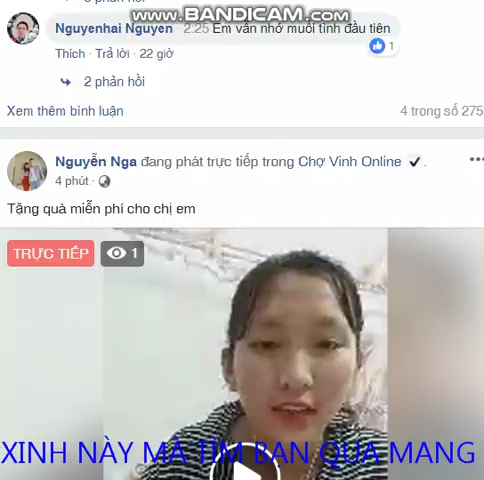 www.BANDICAM.com
Nguyenhai Nguyen 2:25 Em vẫn nhớ muối tình đầu tiên
Thích · Trả lời · 22 giờ
1
2 phản hồi
Xem thêm bình luận 4 trong số 275
Nguyễn Nga đang phát trực tiếp trong Chợ Vinh Online
4 phút ·
Tặng quà miễn phí cho chị em
TRỰC TIẾP 1
XINH NÀY MÀ TÌM BẠN QUA MẠNG